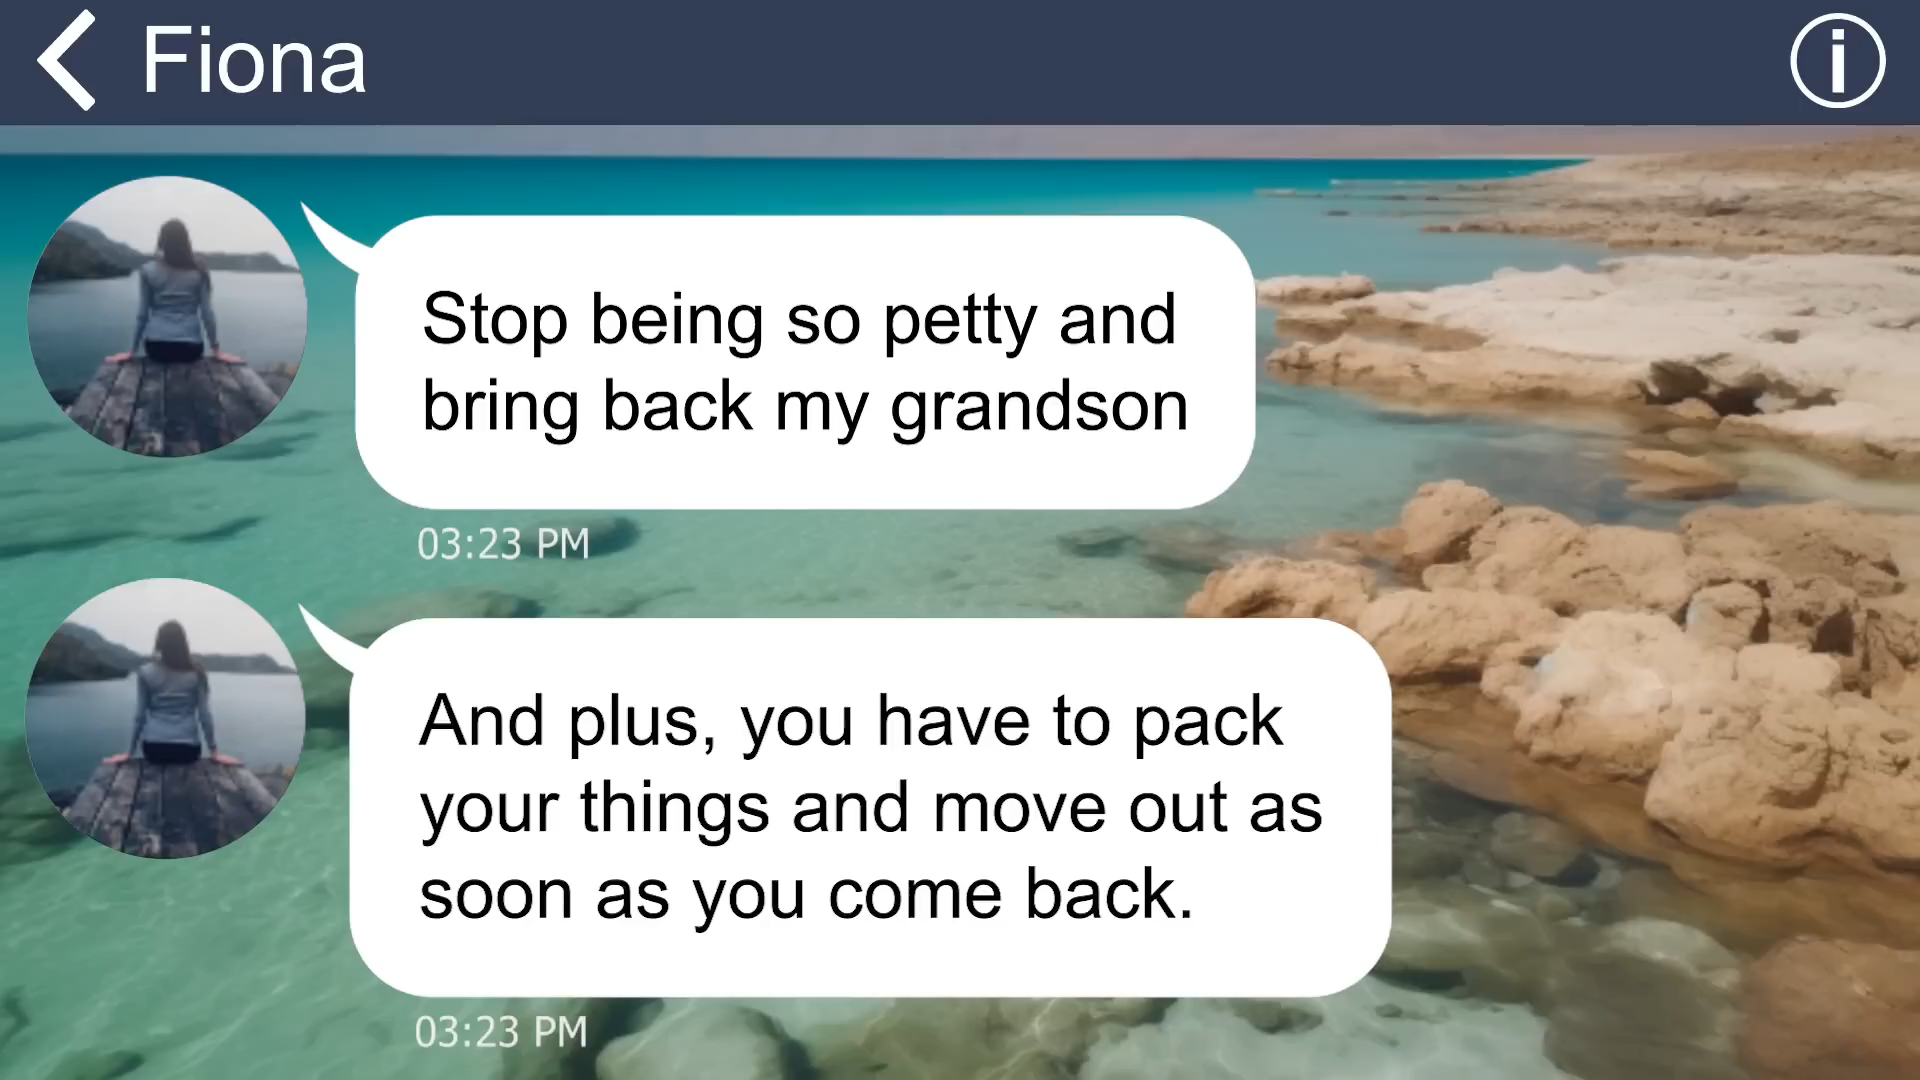 Fiona
Stop being so petty and
bring back my grandson
03:23 PM
And plus, you have to pack
your things and move out as
soon as you come back.
03:23 PM